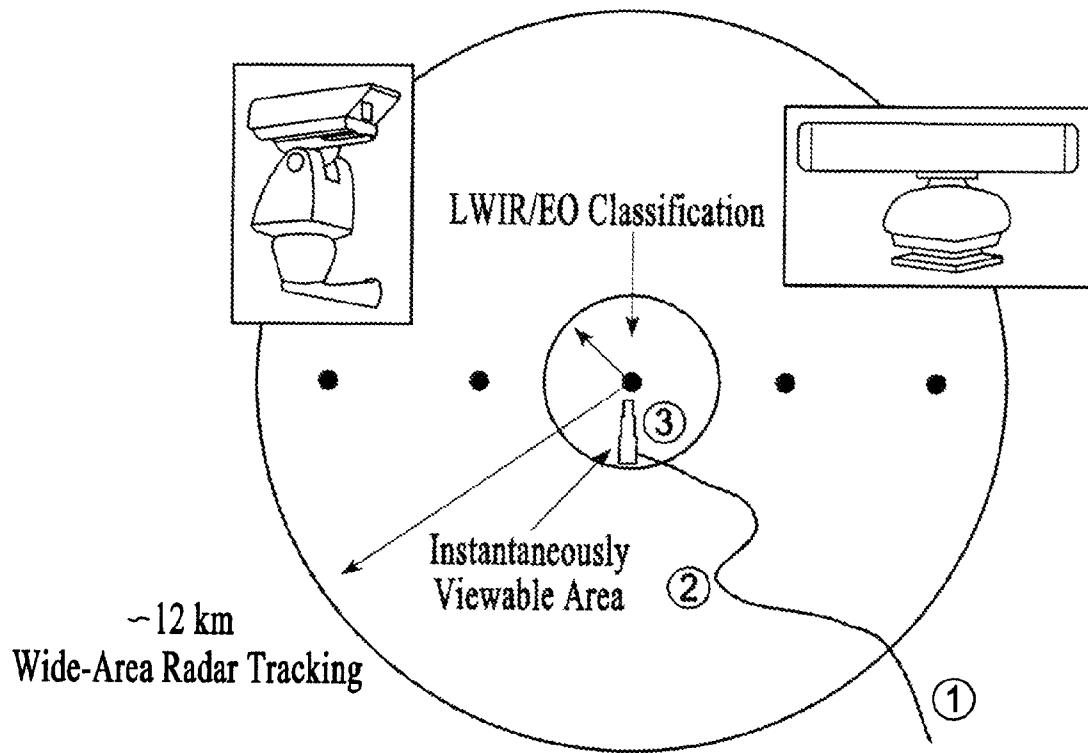 LWIR/EO Classification
③
Instantaneously
Viewable Area
②
~12 km
Wide-Area Radar Tracking
①